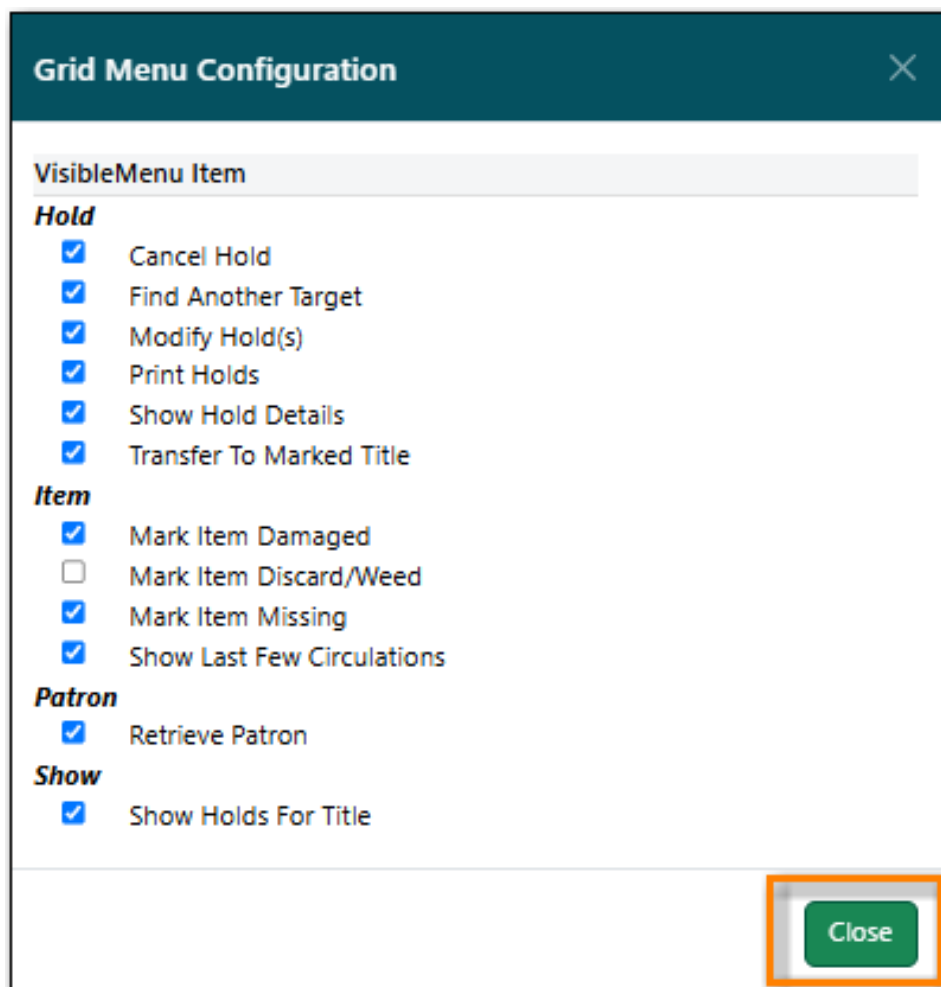 Grid Menu Configuration
VisibleMenu Item
Hold
Cancel Hold
Find Another Target
Modify Hold(s)
Print Holds
Show Hold Details
Transfer To Marked Title
Item
Mark Item Damaged
Mark Item Discard/Weed
Mark Item Missing
Show Last Few Circulations
Patron
Retrieve Patron
Show
Show Holds For Title
Close